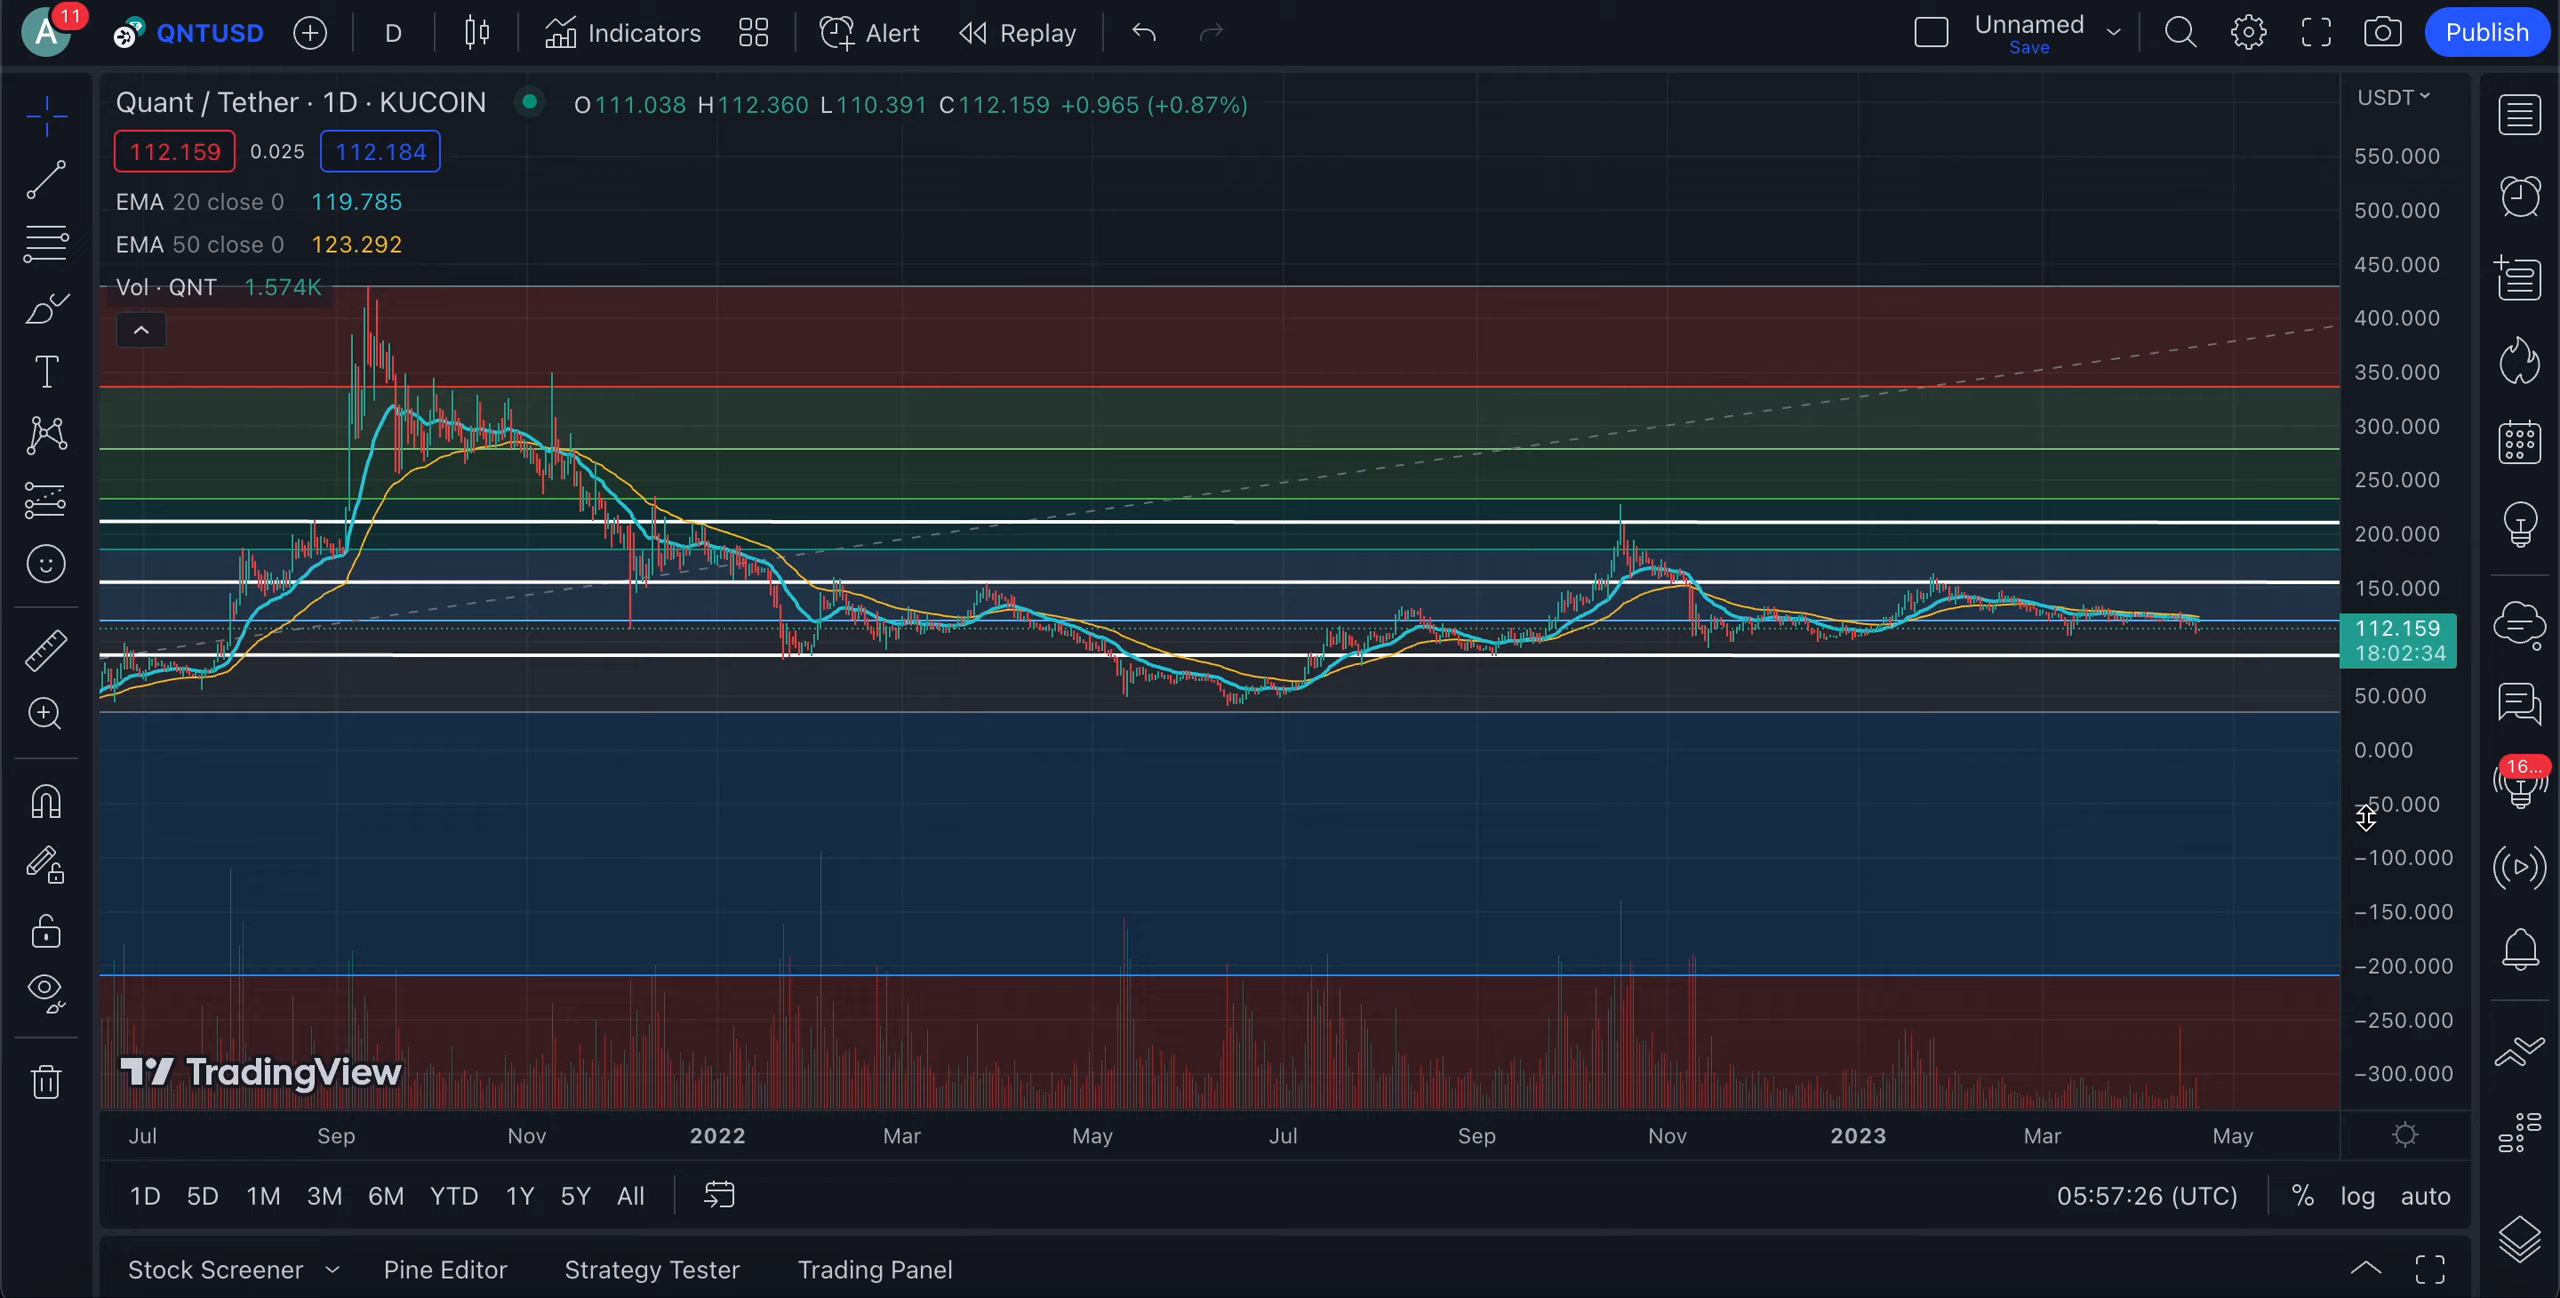 A 11 QNTUSD D Indicators Alert Replay Unnamed Publish
Save
Quant / Tether · 1D · KUCOIN O111.038 H112.360 L110.391 C112.159 +0.965 (+0.87%)
USDT
112.159 0.025 112.184
EMA 20 close 0 119.785
EMA 50 close 0 123.292
Vol · QNT 1.574K
550.000
500.000
450.000
400.000
350.000
300.000
250.000
200.000
150.000
112.159
18:02:34
50.000
0.000
−50.000
−100.000
−150.000
−200.000
−250.000
−300.000
16...
TradingView
Jul Sep Nov 2022 Mar May Jul Sep Nov 2023 Mar May
1D 5D 1M 3M 6M YTD 1Y 5Y All 05:57:26 (UTC) % log auto
Stock Screener Pine Editor Strategy Tester Trading Panel